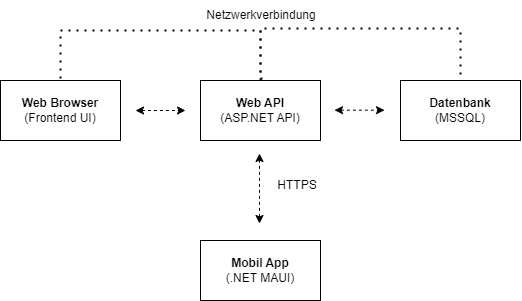 Netzwerkverbindung
Web Browser
(Frontend UI)
Web API
(ASP.NET API)
Datenbank
(MSSQL)
HTTPS
Mobil App
(.NET MAUI)